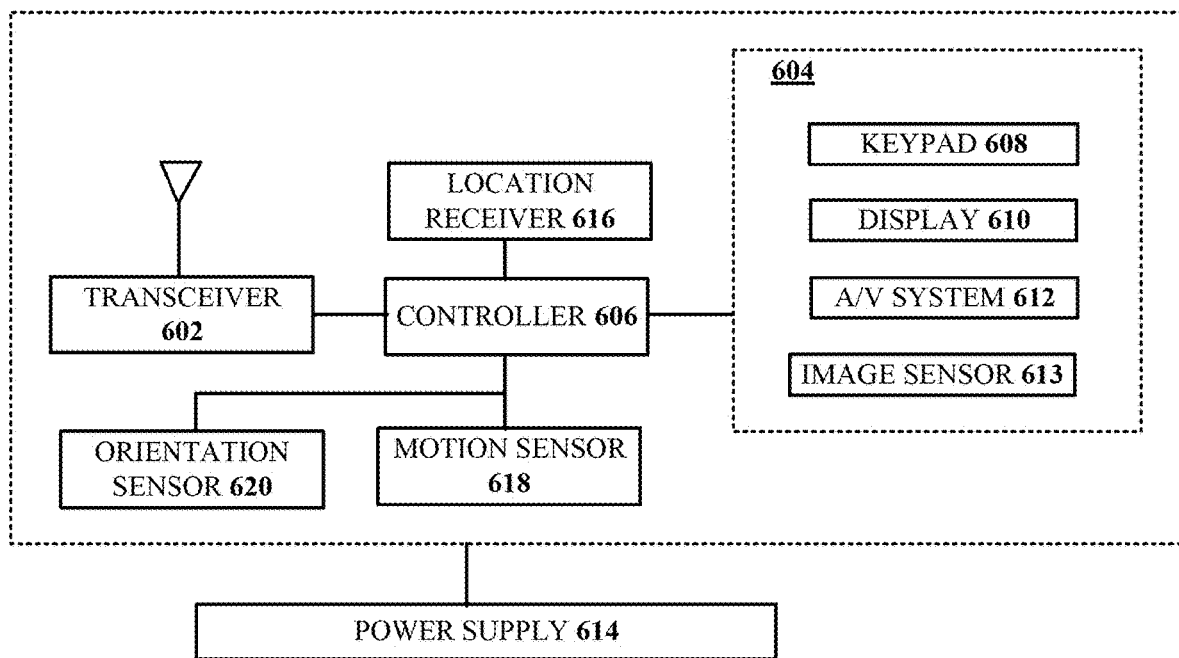 604
KEYPAD 608
LOCATION
RECEIVER 616
DISPLAY 610
TRANSCEIVER
602
CONTROLLER 606
A/V SYSTEM 612
IMAGE SENSOR 613
ORIENTATION
SENSOR 620
MOTION SENSOR
618
POWER SUPPLY 614